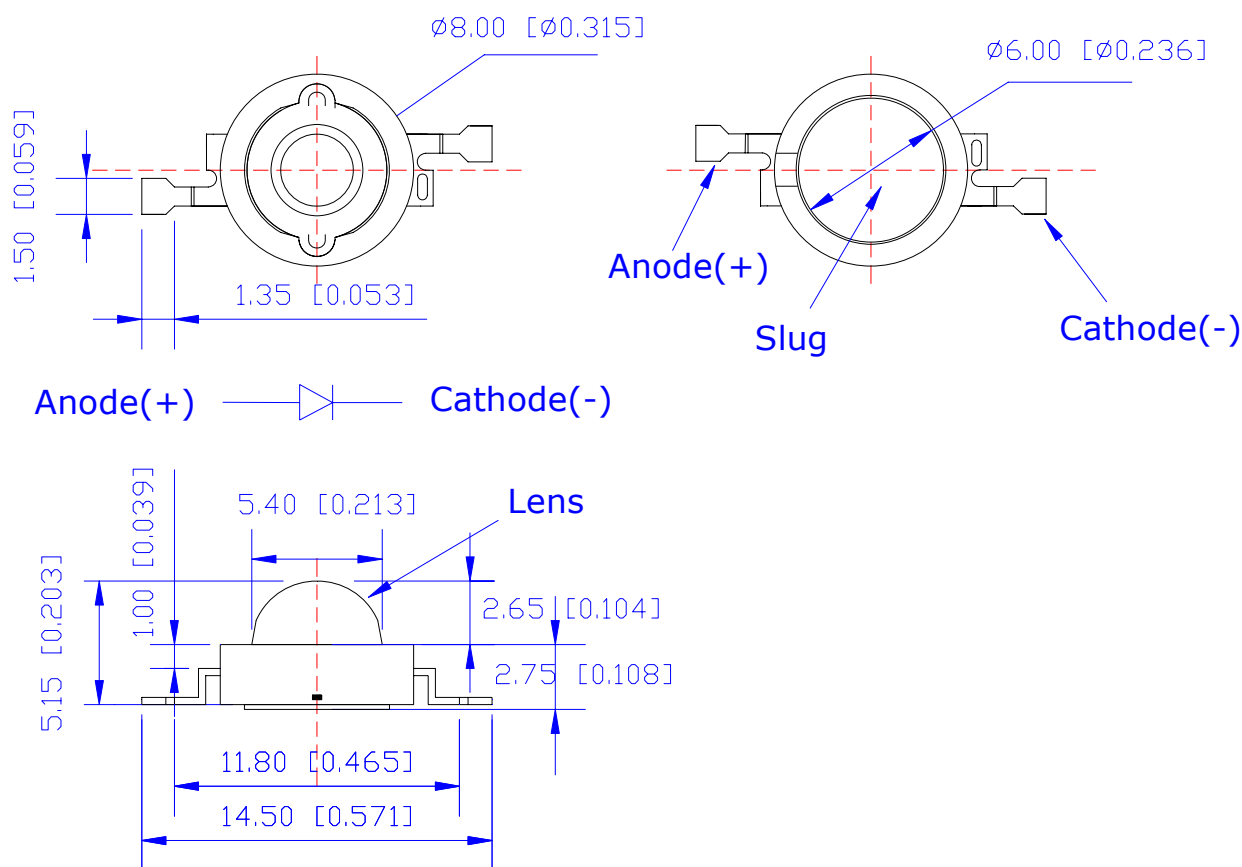 Ø8.00 [Ø0.315]
Ø6.00 [Ø0.236]
1.50 [0.059]
1.35 [0.053]
Anode(+)
Slug
Cathode(-)
Anode(+)
Cathode(-)
5.40 [0.213]
Lens
1.00 [0.039]
5.15 [0.203]
2.65 [0.104]
2.75 [0.108]
11.80 [0.465]
14.50 [0.571]